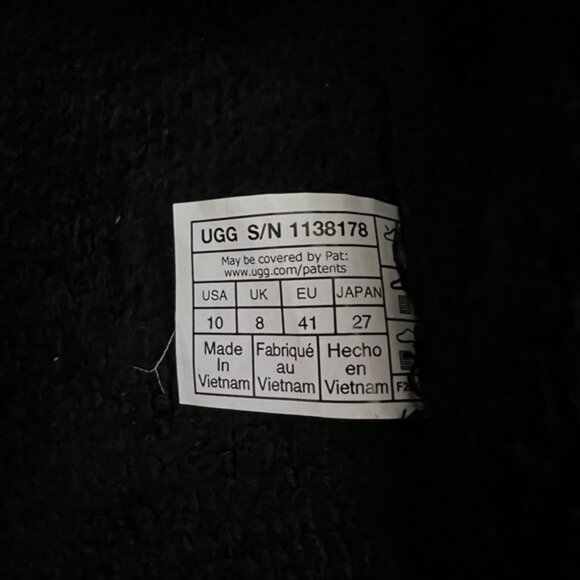 UGG S/N 1138178
May be covered by Pat:
www.ugg.com/patents
USA UK EU JAPAN
10 8 41 27
Made Fabriqué Hecho
In au en
Vietnam Vietnam Vietnam